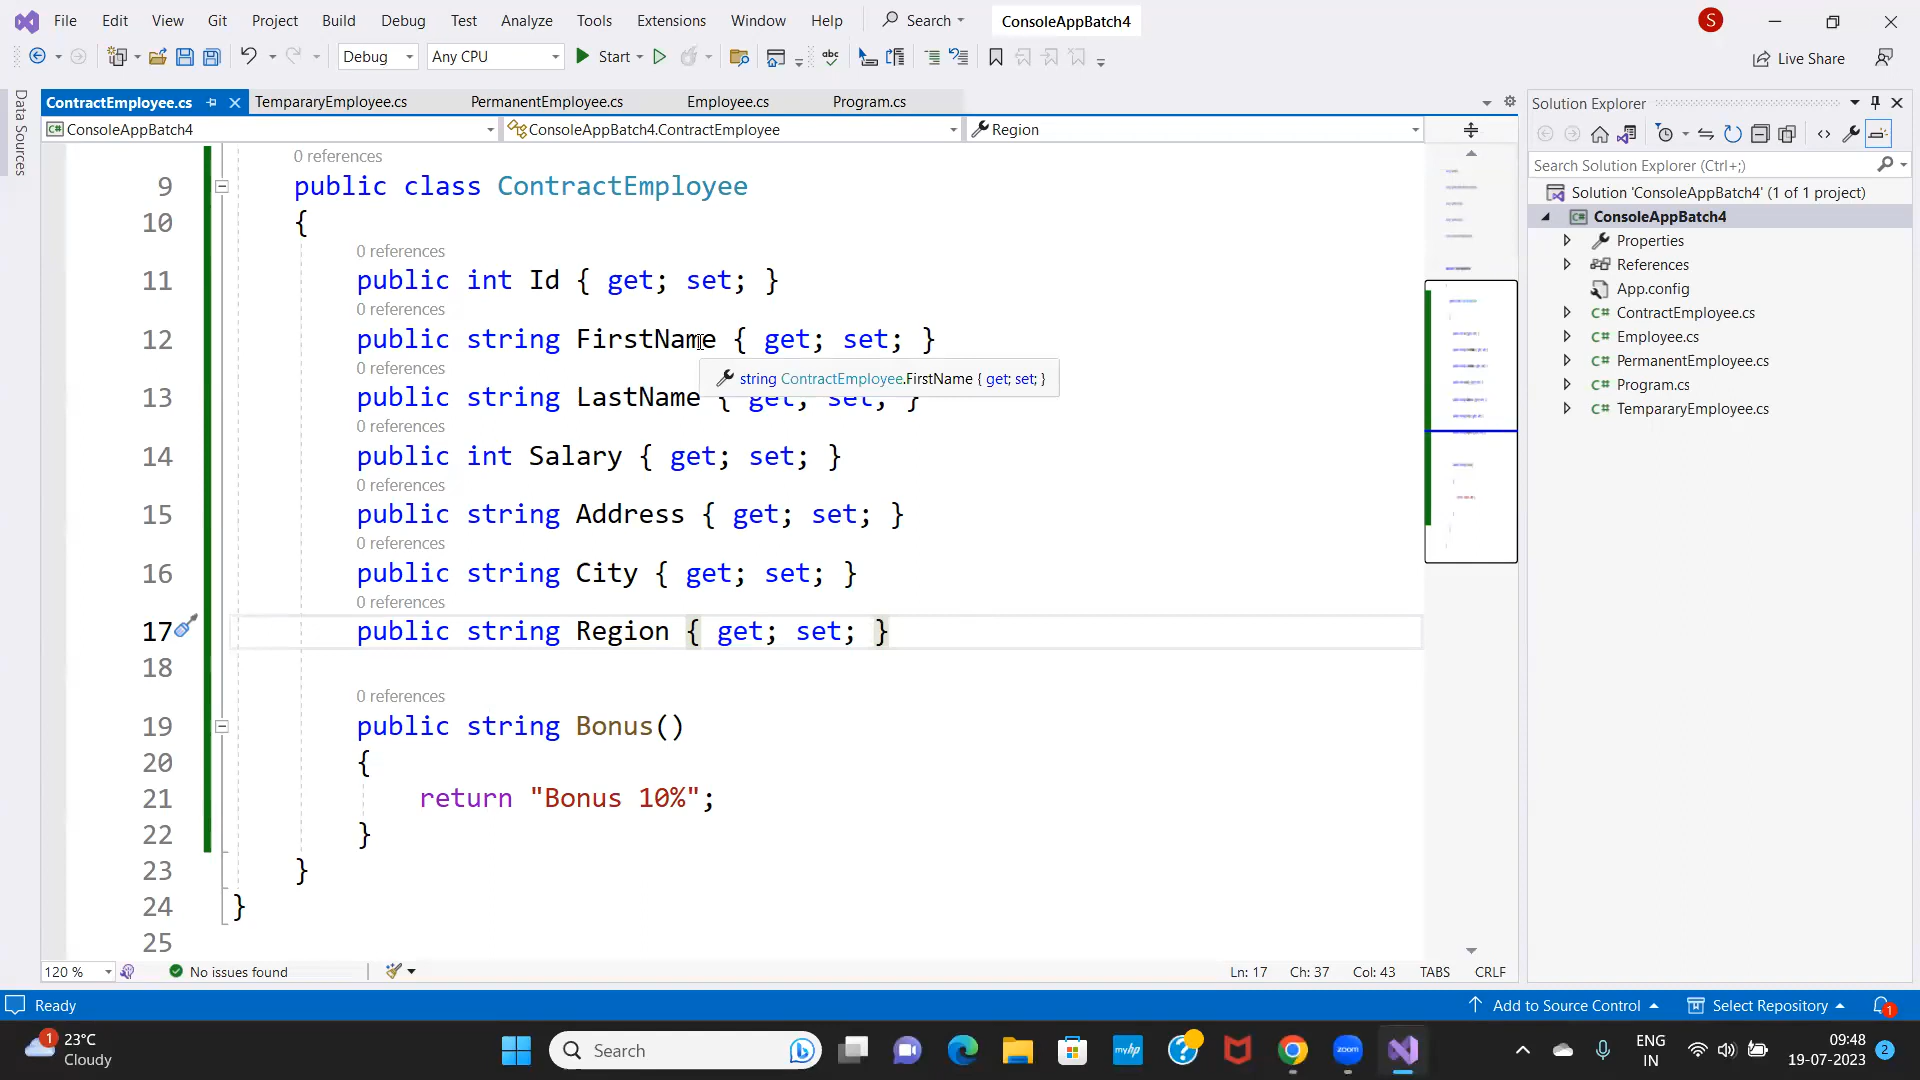 File Edit View Git Project Build Debug Test Analyze Tools Extensions Window Help Search ConsoleAppBatch4 S
Debug Any CPU Start Live Share
Data Sources
ContractEmployee.cs TempararyEmployee.cs PermanentEmployee.cs Employee.cs Program.cs
ConsoleAppBatch4 ConsoleAppBatch4.ContractEmployee Region
0 references
9 public class ContractEmployee
10 {
0 references
11 public int Id { get; set; }
0 references
12 public string FirstName { get; set; }
0 references
string ContractEmployee.FirstName { get; set; }
13 public string LastName { get; set; }
0 references
14 public int Salary { get; set; }
0 references
15 public string Address { get; set; }
0 references
16 public string City { get; set; }
0 references
17 public string Region { get; set; }
18
0 references
19 public string Bonus()
20 {
21 return "Bonus 10%";
22 }
23 }
24 }
25
120 % No issues found Ln: 17 Ch: 37 Col: 43 TABS CRLF
Solution Explorer
Search Solution Explorer (Ctrl+;)
Solution 'ConsoleAppBatch4' (1 of 1 project)
C# ConsoleAppBatch4
Properties
References
App.config
C# ContractEmployee.cs
C# Employee.cs
C# PermanentEmployee.cs
C# Program.cs
C# TempararyEmployee.cs
Ready Add to Source Control Select Repository 1
1 23°C
Cloudy
Search
myhp
zoom
ENG
IN
09:48
19-07-2023
2